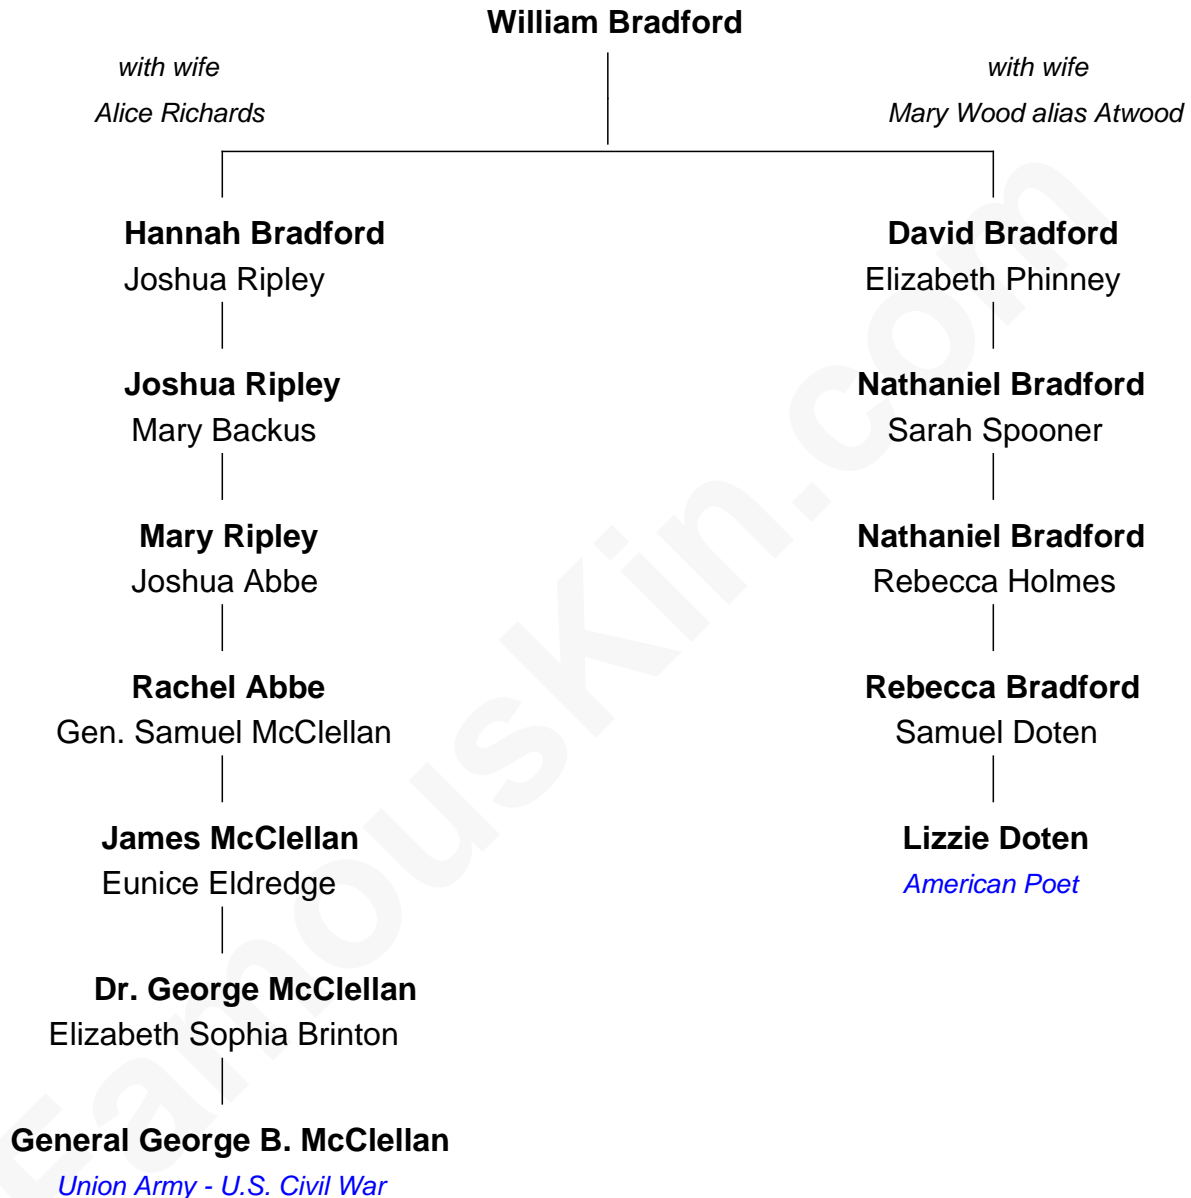 William Bradford
with wife
Alice Richards
with wife
Mary Wood alias Atwood
Hannah Bradford
Joshua Ripley
David Bradford
Elizabeth Phinney
Joshua Ripley
Mary Backus
Nathaniel Bradford
Sarah Spooner
Mary Ripley
Joshua Abbe
Nathaniel Bradford
Rebecca Holmes
Rachel Abbe
Gen. Samuel McClellan
Rebecca Bradford
Samuel Doten
James McClellan
Eunice Eldredge
Lizzie Doten
American Poet
Dr. George McClellan
Elizabeth Sophia Brinton
General George B. McClellan
Union Army - U.S. Civil War
FamousKin.com